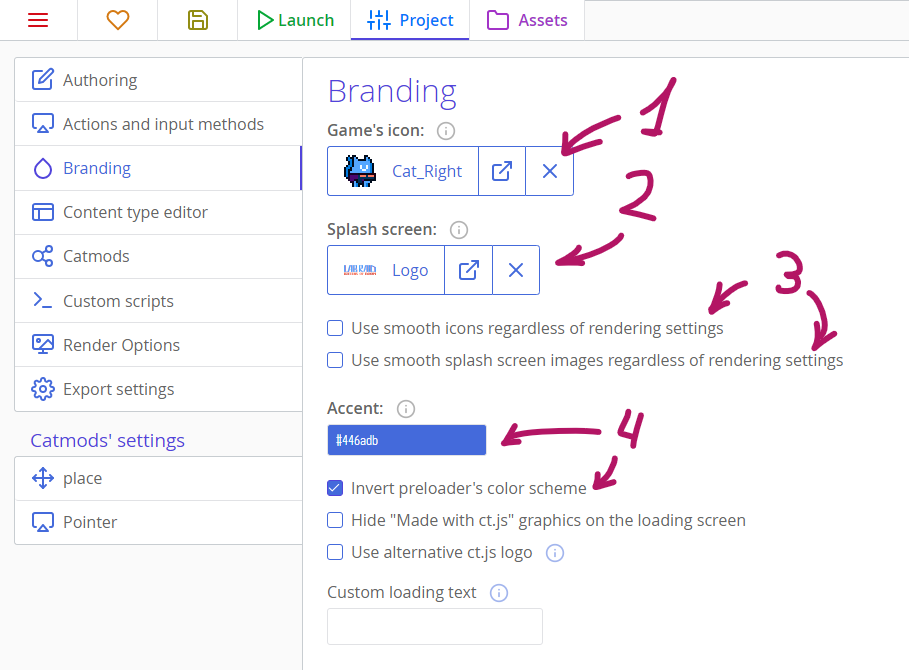 Launch
Project
Assets
Authoring
Actions and input methods
Branding
Content type editor
Catmods
Custom scripts
Render Options
Export settings
Catmods' settings
place
Pointer
Branding
Game's icon:
1
Cat_Right
2
Splash screen:
Logo
3
Use smooth icons regardless of rendering settings
Use smooth splash screen images regardless of rendering settings
Accent:
4
#446adb
Invert preloader's color scheme
Hide "Made with ct.js" graphics on the loading screen
Use alternative ct.js logo
Custom loading text